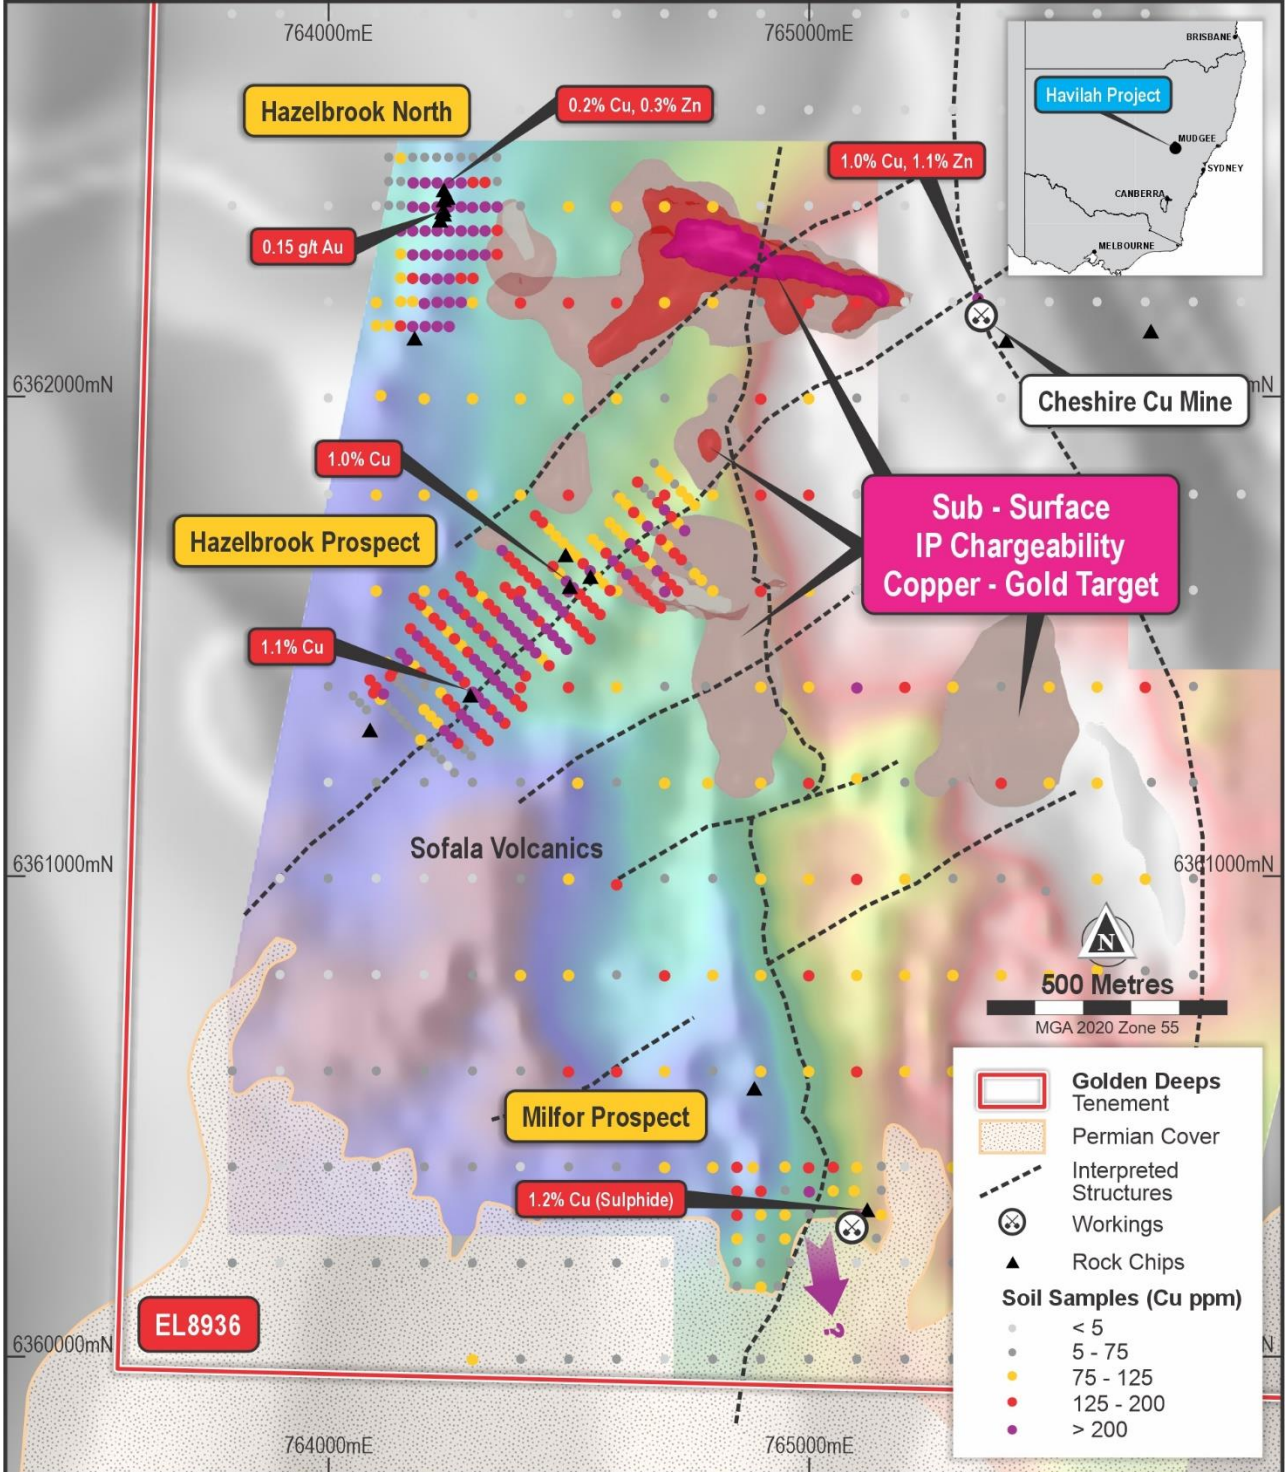 764000mE
765000mE
BRISBANE
Havilah Project
MUDGEE
SYDNEY
CANBERRA
MELBOURNE
Hazelbrook North
0.2% Cu, 0.3% Zn
1.0% Cu, 1.1% Zn
0.15 g/t Au
6362000mN
mN
Cheshire Cu Mine
1.0% Cu
Hazelbrook Prospect
Sub - Surface
IP Chargeability
Copper - Gold Target
1.1% Cu
Sofala Volcanics
6361000mN
6361000mN
N
500 Metres
MGA 2020 Zone 55
Milfor Prospect
1.2% Cu (Sulphide)
?
EL8936
6360000mN
N
Golden Deeps
Tenement
Permian Cover
Interpreted
Structures
Workings
Rock Chips
Soil Samples (Cu ppm)
< 5
5 - 75
75 - 125
125 - 200
> 200
764000mE
765000mE